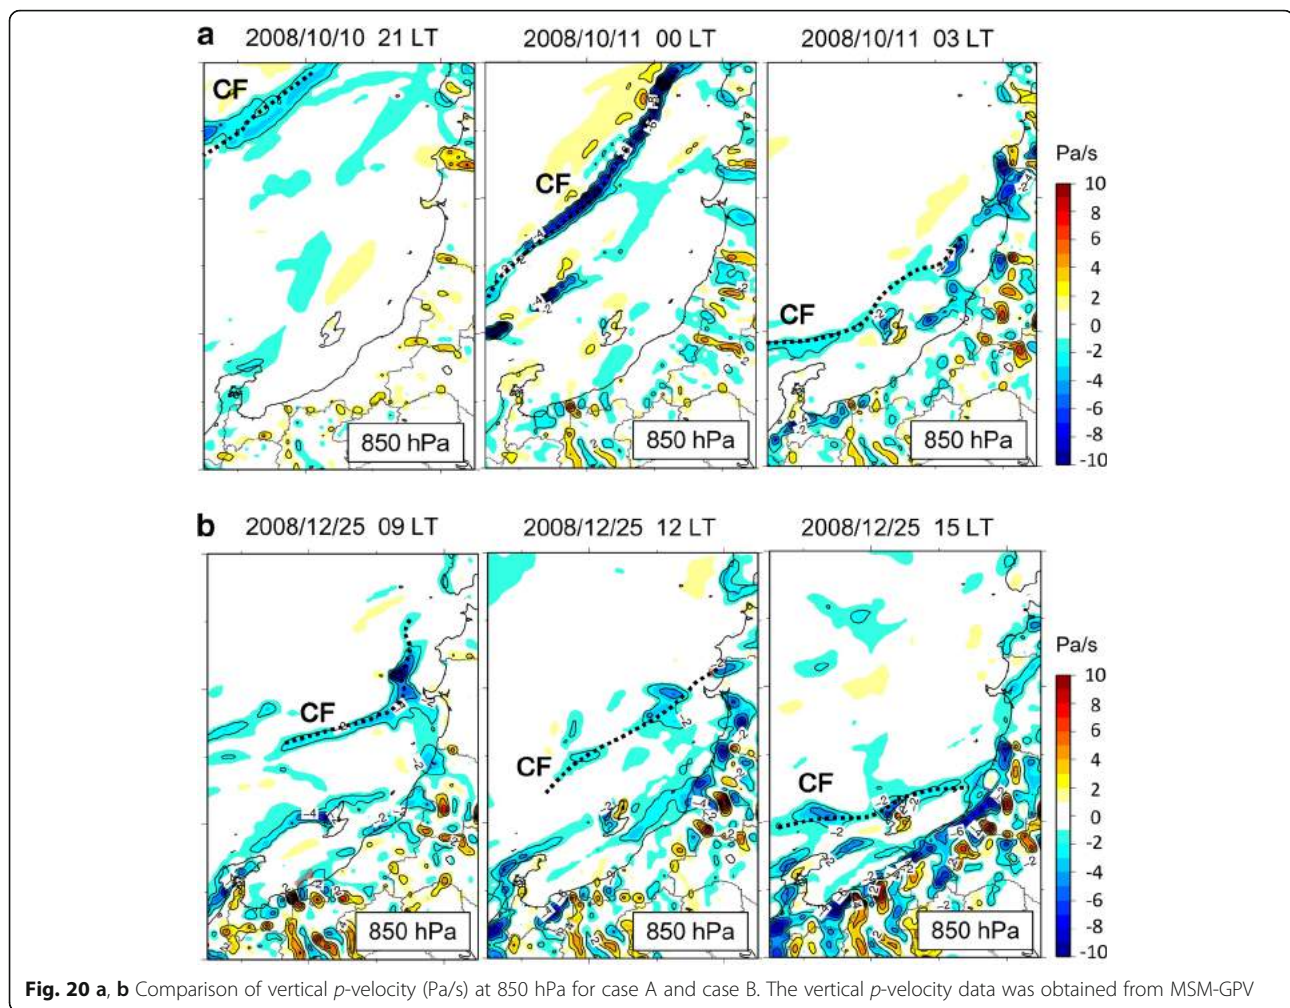 a
2008/10/10 21 LT
2008/10/11 00 LT
2008/10/11 03 LT
CF
CF
CF
850 hPa
850 hPa
850 hPa
Pa/s
10
8
6
4
2
0
-2
-4
-6
-8
-10
b
2008/12/25 09 LT
2008/12/25 12 LT
2008/12/25 15 LT
CF
CF
CF
850 hPa
850 hPa
850 hPa
Pa/s
10
8
6
4
2
0
-2
-4
-6
-8
-10
Fig. 20 a, b Comparison of vertical p-velocity (Pa/s) at 850 hPa for case A and case B. The vertical p-velocity data was obtained from MSM-GPV